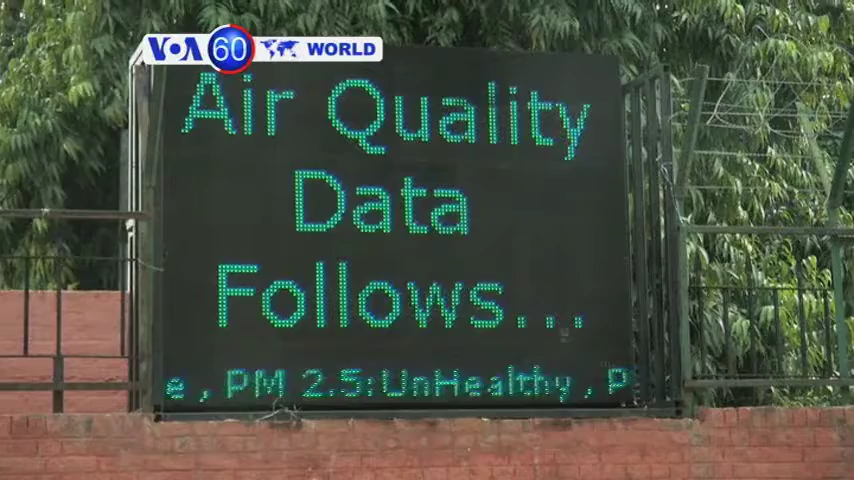 VOA 60 WORLD
Air Quality
Data
Follows...
e , PM 2.5:UnHealthy , P